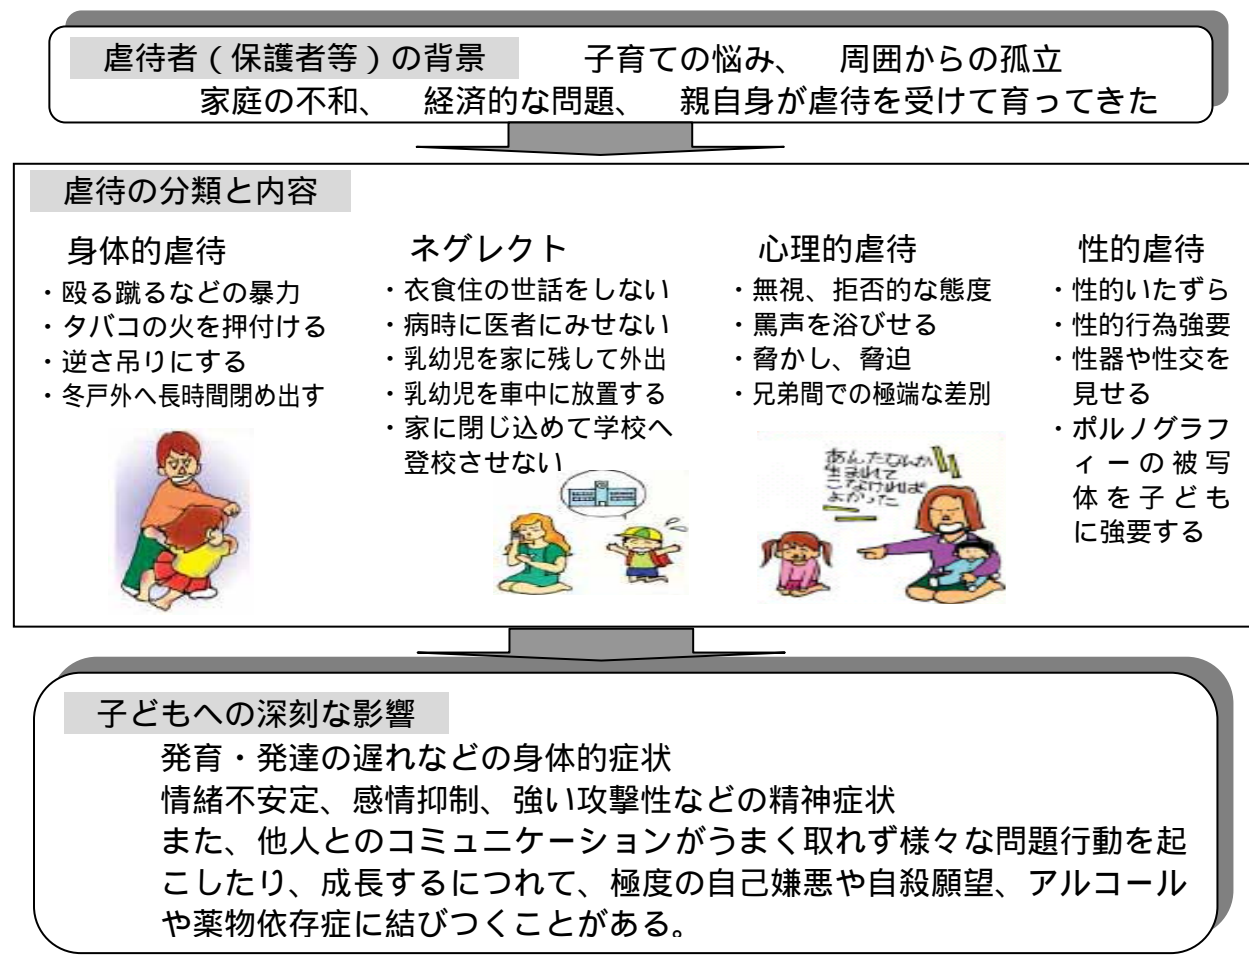 虐待者（保護者等）の背景　子育ての悩み、　周囲からの孤立
家庭の不和、　経済的な問題、　親自身が虐待を受けて育ってきた
虐待の分類と内容
身体的虐待
・殴る蹴るなどの暴力
・タバコの火を押付ける
・逆さ吊りにする
・冬戸外へ長時間閉め出す
ネグレクト
・衣食住の世話をしない
・病時に医者にみせない
・乳幼児を家に残して外出
・乳幼児を車中に放置する
・家に閉じ込めて学校へ
登校させない
心理的虐待
・無視、拒否的な態度
・罵声を浴びせる
・脅かし、脅迫
・兄弟間での極端な差別
あんたなんか
生まれて
こなければ
よかった
性的虐待
・性的いたずら
・性的行為強要
・性器や性交を
見せる
・ポルノグラフ
ィーの被写
体を子ども
に強要する
子どもへの深刻な影響
発育・発達の遅れなどの身体的症状
情緒不安定、感情抑制、強い攻撃性などの精神症状
また、他人とのコミュニケーションがうまく取れず様々な問題行動を起
こしたり、成長するにつれて、極度の自己嫌悪や自殺願望、アルコール
や薬物依存症に結びつくことがある。